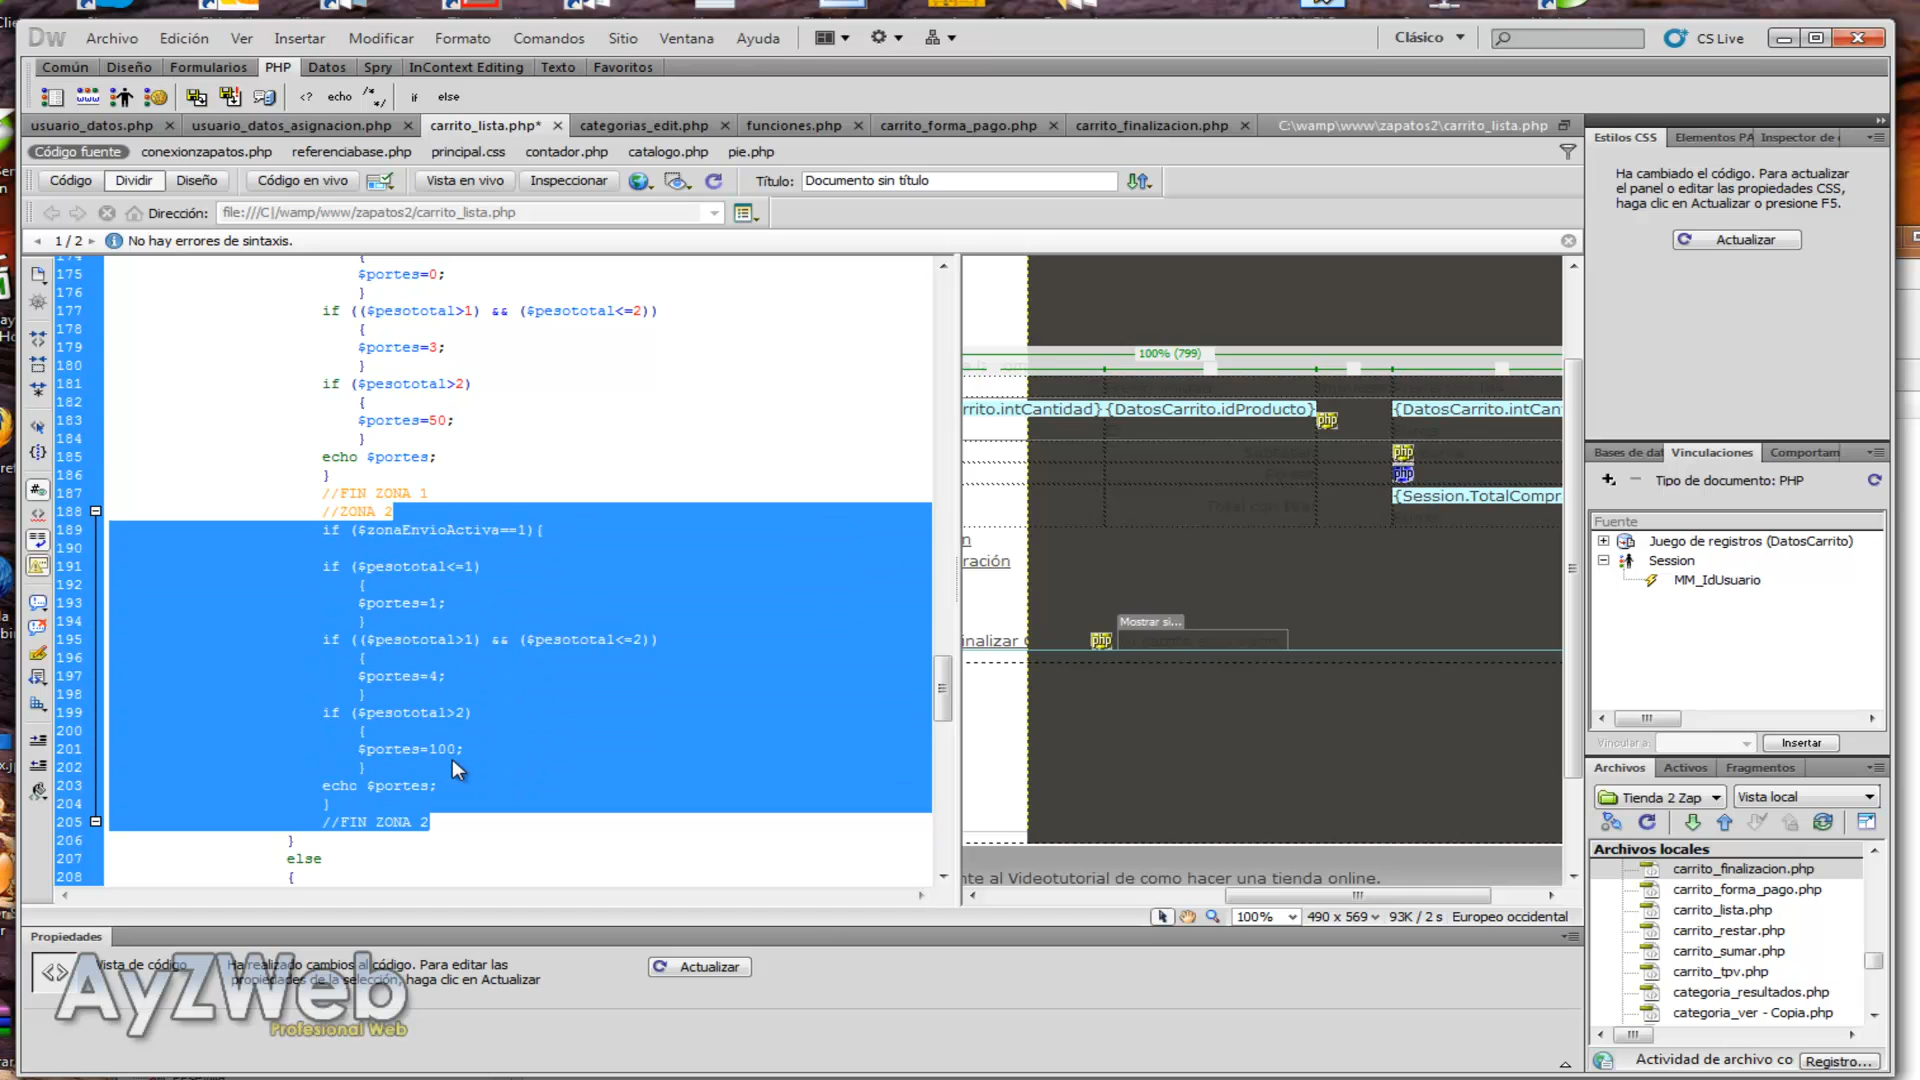 Dw Archivo Edición Ver Insertar Modificar Formato Comandos Sitio Ventana Ayuda Clásico CS Live
Común Diseño Formularios PHP Datos Spry InContext Editing Texto Favoritos
<? echo /* */ if else
usuario_datos.php usuario_datos_asignacion.php carrito_lista.php* categorias_edit.php funciones.php carrito_forma_pago.php carrito_finalizacion.php C:\wamp\www\zapatos2\carrito_lista.php
Código fuente conexionzapatos.php referenciabase.php principal.css contador.php catalogo.php pie.php
Código Dividir Diseño Código en vivo Vista en vivo Inspeccionar Título: Documento sin título
Dirección: file:///C|/wamp/www/zapatos2/carrito_lista.php
1 / 2 No hay errores de sintaxis.
174 {
175 $portes=0;
176 }
177 if (($pesototal>1) && ($pesototal<=2))
178 {
179 $portes=3;
180 }
181 if ($pesototal>2)
182 {
183 $portes=50;
184 }
185 echo $portes;
186 }
187 //FIN ZONA 1
188 //ZONA 2
189 if ($zonaEnvioActiva==1){
190
191 if ($pesototal<=1)
192 {
193 $portes=1;
194 }
195 if (($pesototal>1) && ($pesototal<=2))
196 {
197 $portes=4;
198 }
199 if ($pesototal>2)
200 {
201 $portes=100;
202 }
203 echo $portes;
204 }
205 //FIN ZONA 2
206 }
207 else
208 {
100% (799)
rrito.intCantidad} {DatosCarrito.idProducto} php {DatosCarrito.intCan
Subtotal php
php
Total con
{Session.TotalCompr
ración
Mostrar si...
inalizar php
nte al Videotutorial de como hacer una tienda online.
100% 490 x 569 93K / 2 s Europeo occidental
Propiedades
Vista de código Ha realizado cambios al código. Para editar las
propiedades de la selección, haga clic en Actualizar
Actualizar
AyZWeb
Profesional Web
Estilos CSS Elementos PA Inspector de
Ha cambiado el código. Para actualizar
el panel o editar las propiedades CSS,
haga clic en Actualizar o presione F5.
Actualizar
Bases de dat Vinculaciones Comportam
Tipo de documento: PHP
Fuente
Juego de registros (DatosCarrito)
Session
MM_IdUsuario
Vincular a: Insertar
Archivos Activos Fragmentos
Tienda 2 Zap Vista local
Archivos locales
carrito_finalizacion.php
carrito_forma_pago.php
carrito_lista.php
carrito_restar.php
carrito_sumar.php
carrito_tpv.php
categoria_resultados.php
categoria_ver - Copia.php
Actividad de archivo co Registro...